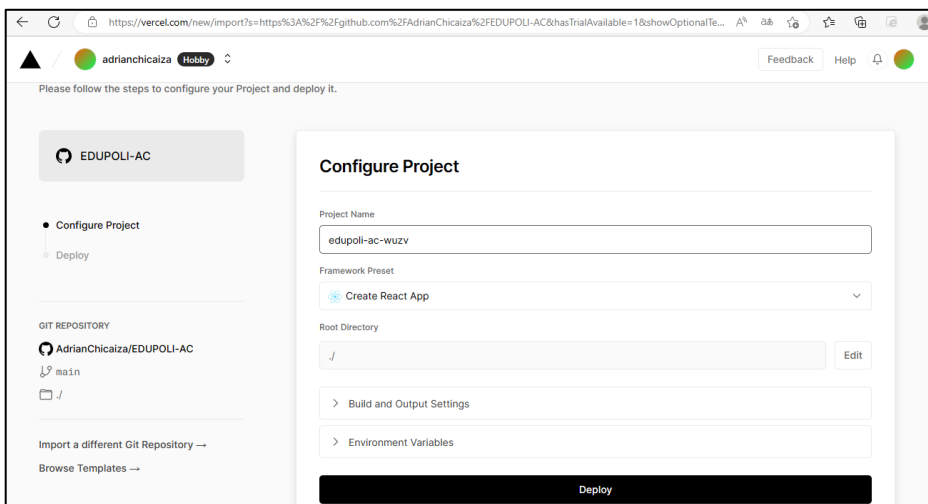 https://vercel.com/new/import?s=https%3A%2F%2Fgithub.com%2FAdrianChicaiza%2FEDUPOLI-AC&hasTrialAvailable=1&showOptionalTe...
adrianchicaiza Hobby
Feedback Help
Please follow the steps to configure your Project and deploy it.
EDUPOLI-AC
Configure Project
Deploy
GIT REPOSITORY
AdrianChicaiza/EDUPOLI-AC
main
./
Import a different Git Repository →
Browse Templates →
Configure Project
Project Name
edupoli-ac-wuzv
Framework Preset
Create React App
Root Directory
./ Edit
Build and Output Settings
Environment Variables
Deploy